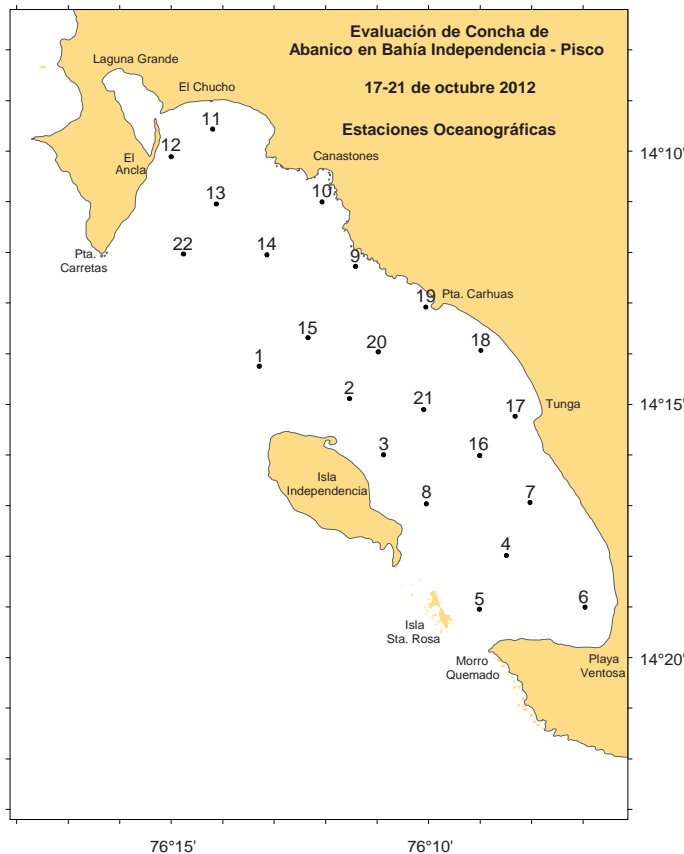 Evaluación de Concha de
Abanico en Bahía Independencia - Pisco
17-21 de octubre 2012
Estaciones Oceanográficas
Laguna Grande
El Chucho
11
12
El
Ancla
Canastones
14°10'
10
13
22
14
Pta.
Carretas
9
19
Pta. Carhuas
15
20
18
1
2
21
17
Tunga
14°15'
3
16
Isla
Independencia
8
7
4
5
6
Isla
Sta. Rosa
Morro
Quemado
Playa
Ventosa
14°20'
76°15'
76°10'